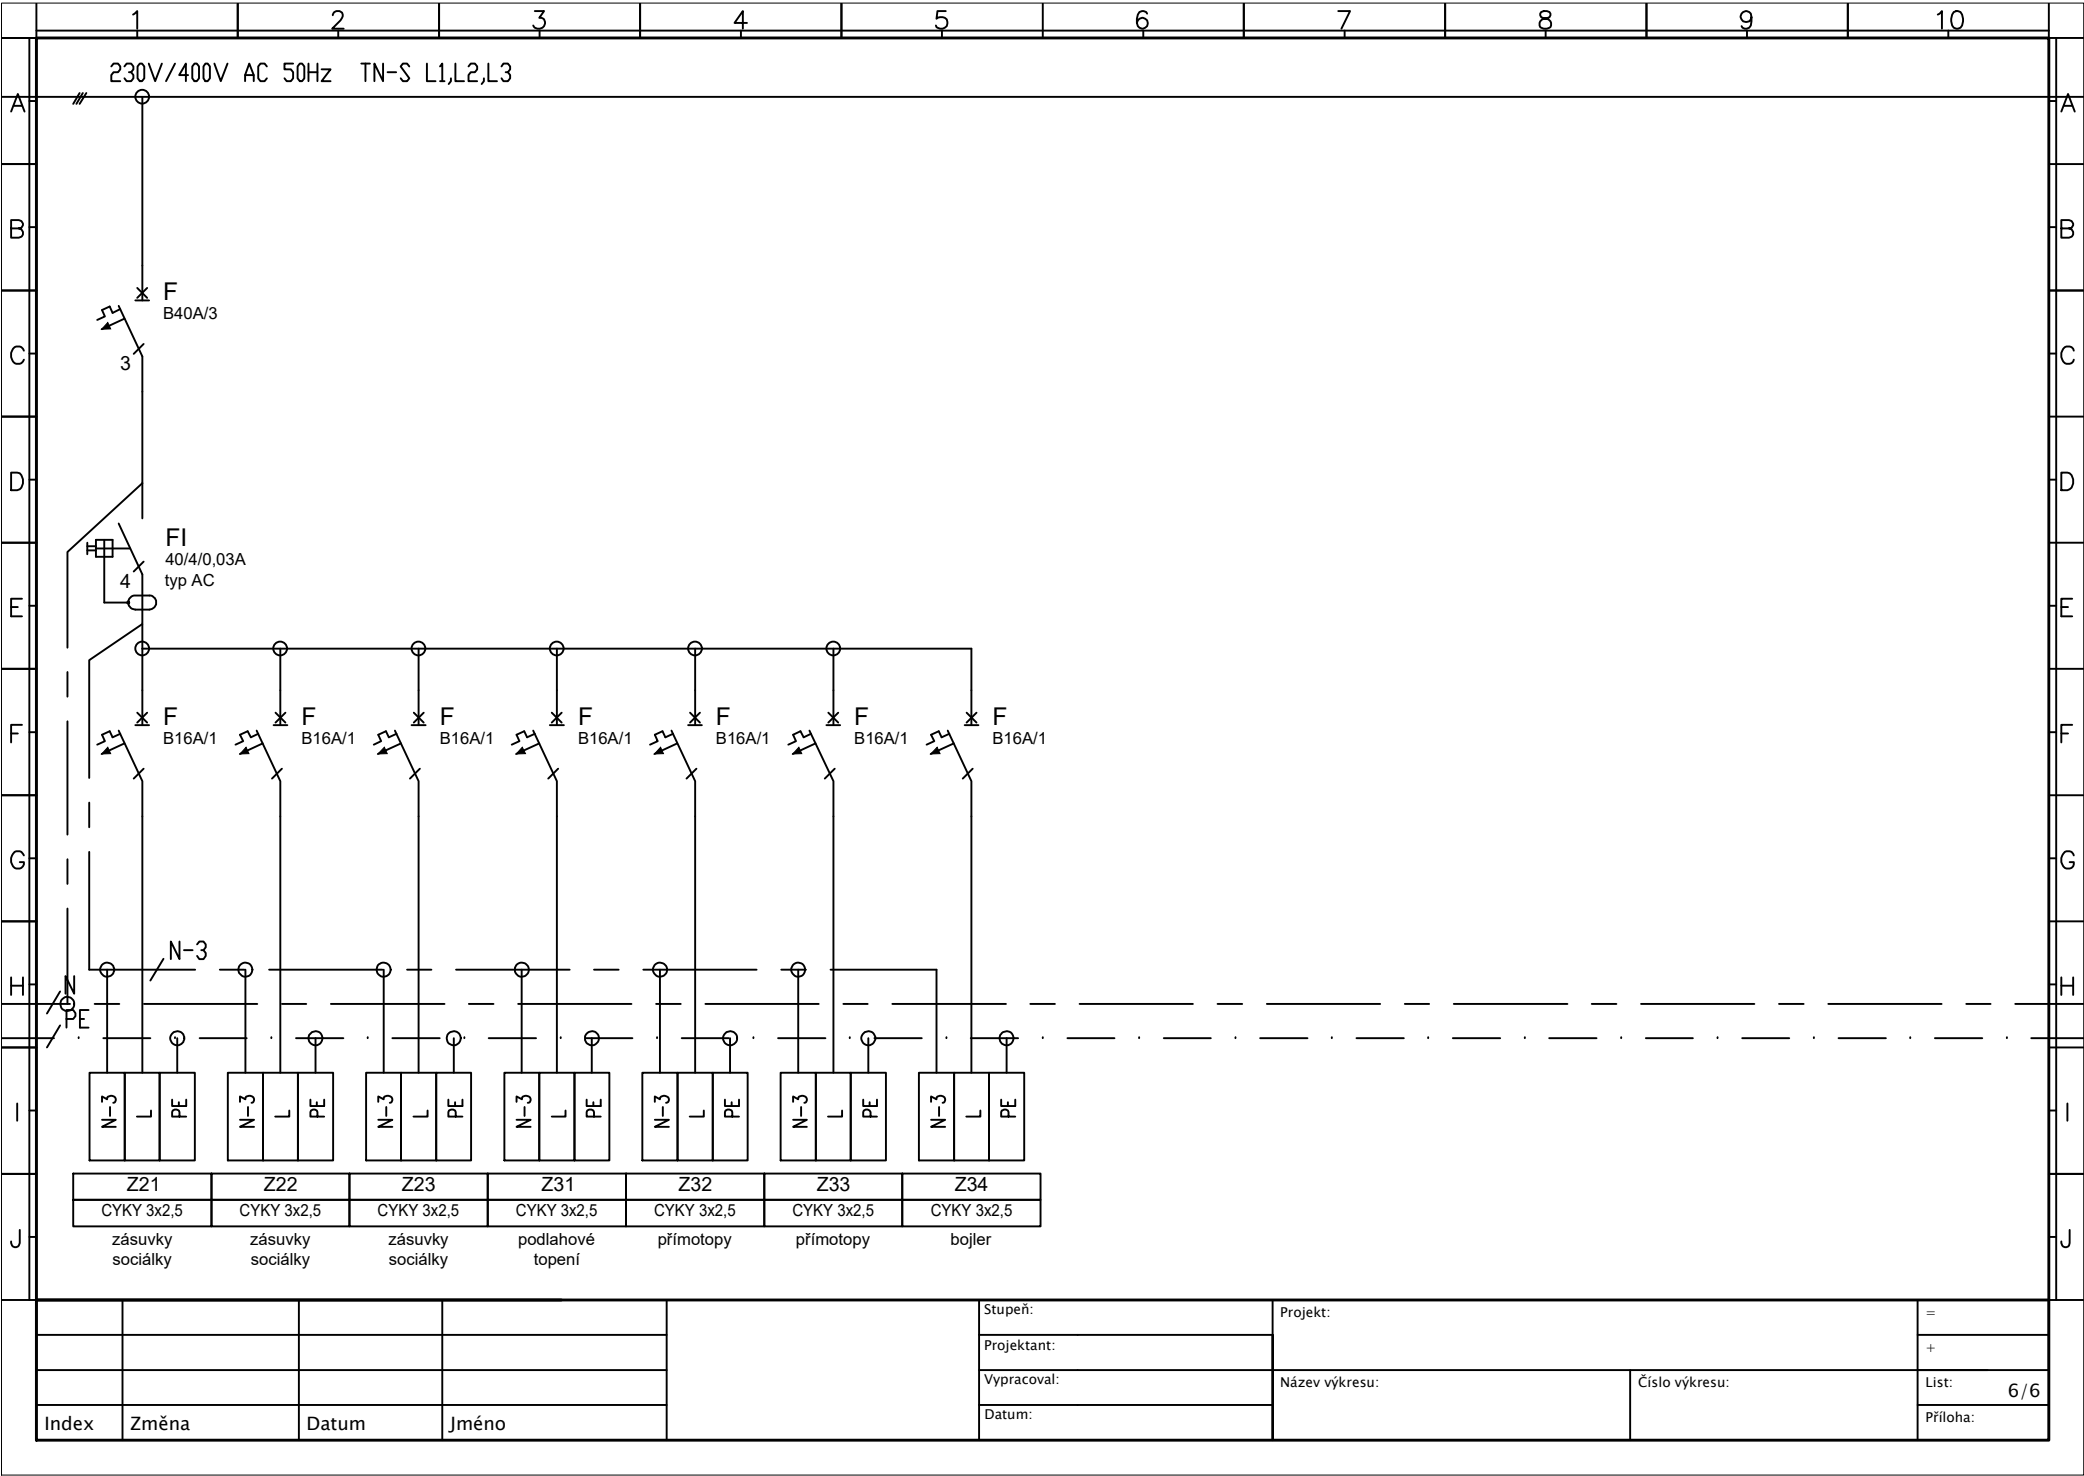 1 2 3 4 5 6 7 8 9 10
230V/400V AC 50Hz TN-S L1,L2,L3
A A
B B
F
B40A/3
C C
3
D D
FI
40/4/0,03A
4 typ AC
E E
F F F F F F F
B16A/1 B16A/1 B16A/1 B16A/1 B16A/1 B16A/1 B16A/1
F F
G G
N-3
H H
N
PE
N-3 L PE N-3 L PE N-3 L PE N-3 L PE N-3 L PE N-3 L PE N-3 L PE
I I
Z21 Z22 Z23 Z31 Z32 Z33 Z34
CYKY 3x2,5 CYKY 3x2,5 CYKY 3x2,5 CYKY 3x2,5 CYKY 3x2,5 CYKY 3x2,5 CYKY 3x2,5
J J
zásuvky zásuvky zásuvky podlahové přímotopy přímotopy bojler
sociálky sociálky sociálky topení
Stupeň: Projekt: =
Projektant: +
Vypracoval: Název výkresu: Číslo výkresu: List: 6/6
Index Změna Datum Jméno Datum: Příloha: